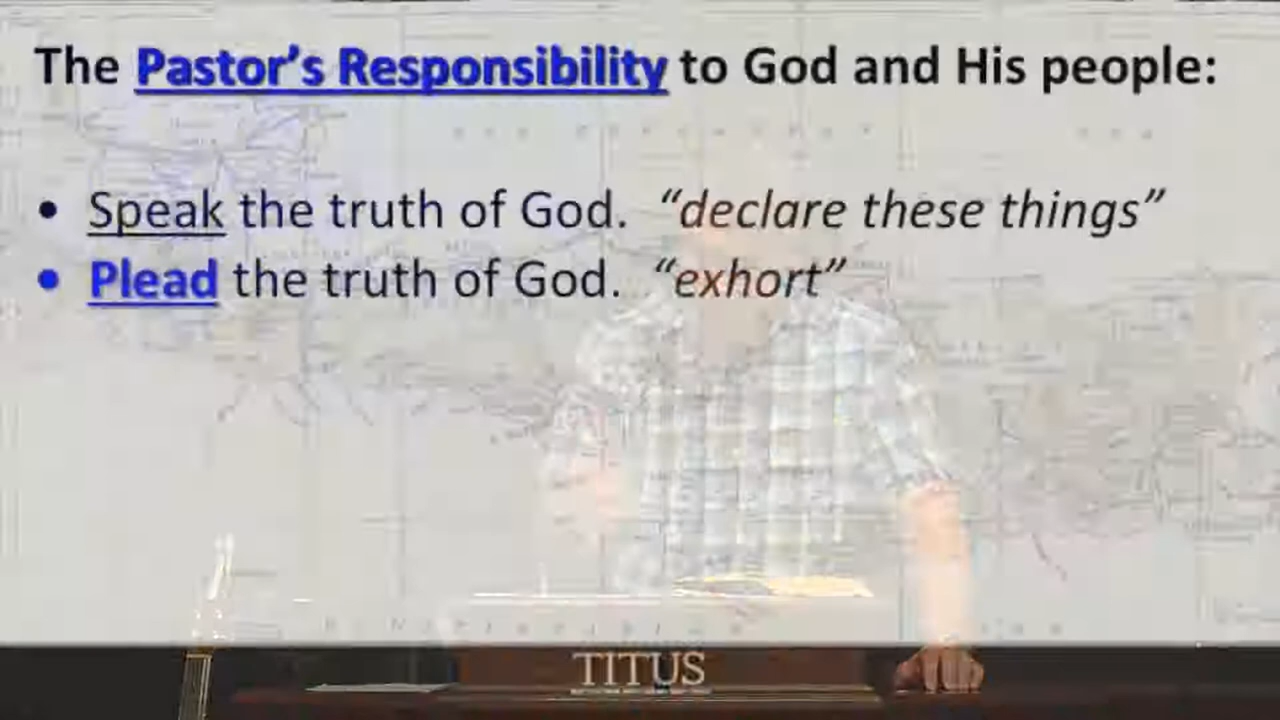 The Pastor’s Responsibility to God and His people:
• Speak the truth of God. “declare these things”
• Plead the truth of God. “exhort”
TITUS